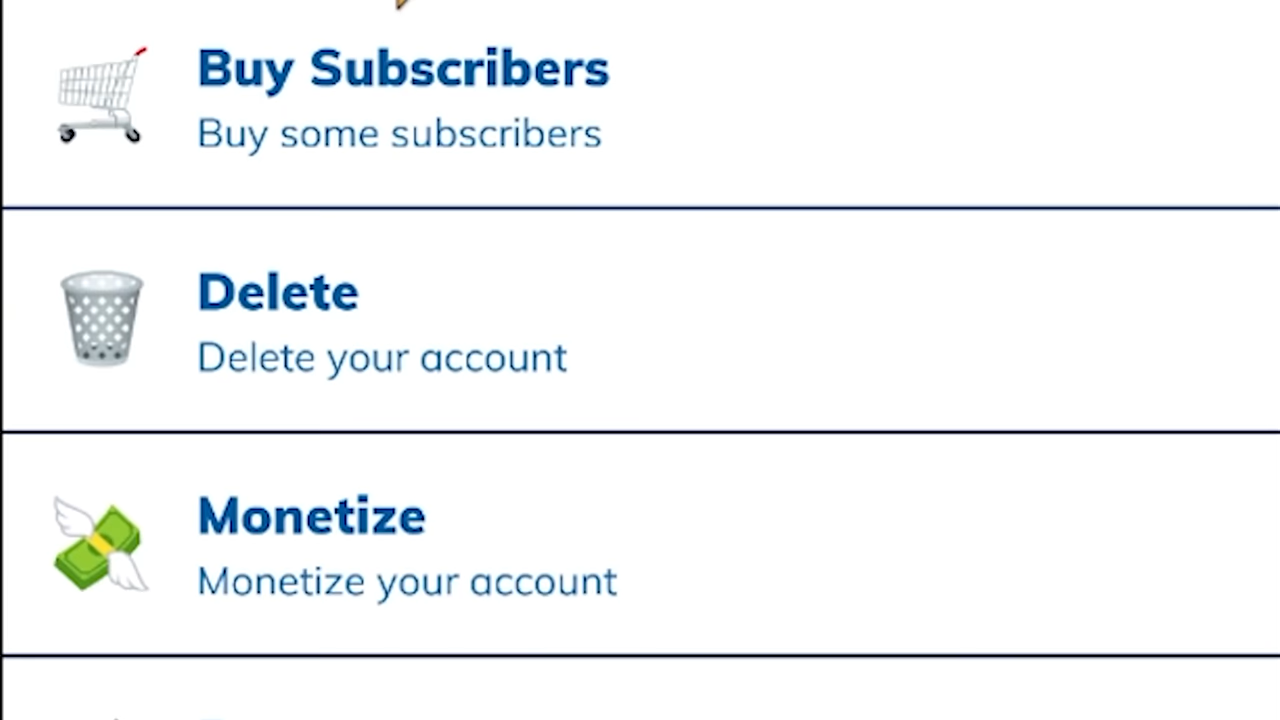 Buy Subscribers
Buy some subscribers
Delete
Delete your account
Monetize
Monetize your account